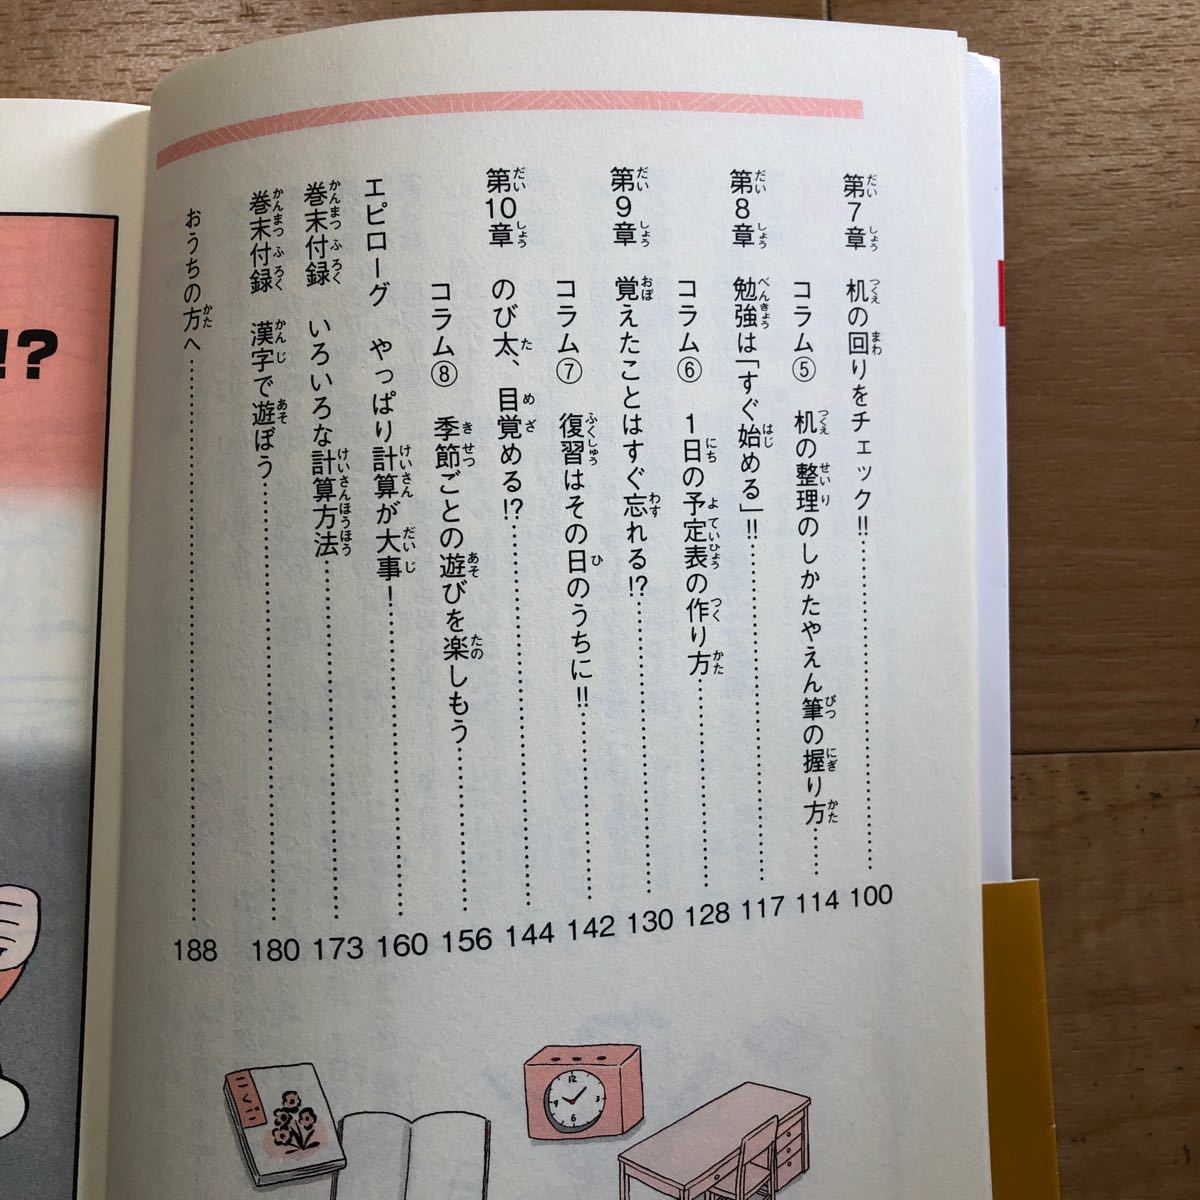 第7章 机の回りをチェック!!……100
コラム⑤ 机の整理のしかたやえん筆の握り方……114
第8章 勉強は「すぐ始める」!!……117
コラム⑥ 1日の予定表の作り方……128
第9章 覚えたことはすぐ忘れる!?……130
コラム⑦ 復習はその日のうちに!!……142
第10章 のび太、目覚める!?……144
コラム⑧ 季節ごとの遊びを楽しもう……156
エピローグ やっぱり計算が大事!……160
巻末付録 いろいろな計算方法……173
巻末付録 漢字で遊ぼう……180
おうちの方へ……188
!?
こくご
12
3
6
9